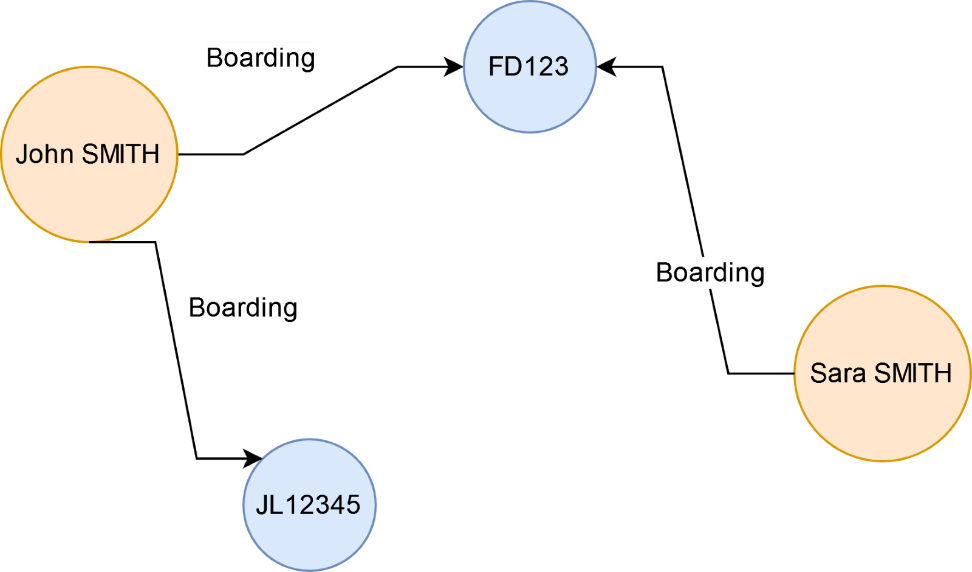 Boarding
FD123
John SMITH
Boarding
Boarding
Sara SMITH
JL12345